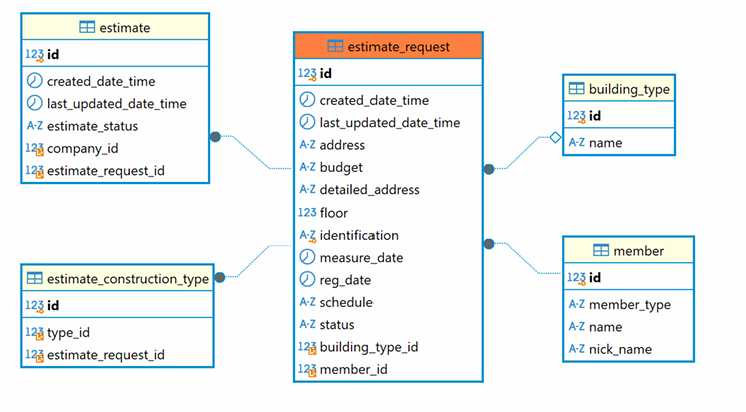 estimate
123 id
created_date_time
last_updated_date_time
A-Z estimate_status
123 company_id
123 estimate_request_id
estimate_construction_type
123 id
123 type_id
123 estimate_request_id
estimate_request
123 id
created_date_time
last_updated_date_time
A-Z address
A-Z budget
A-Z detailed_address
123 floor
A-Z identification
measure_date
reg_date
A-Z schedule
A-Z status
123 building_type_id
123 member_id
building_type
123 id
A-Z name
member
123 id
A-Z member_type
A-Z name
A-Z nick_name